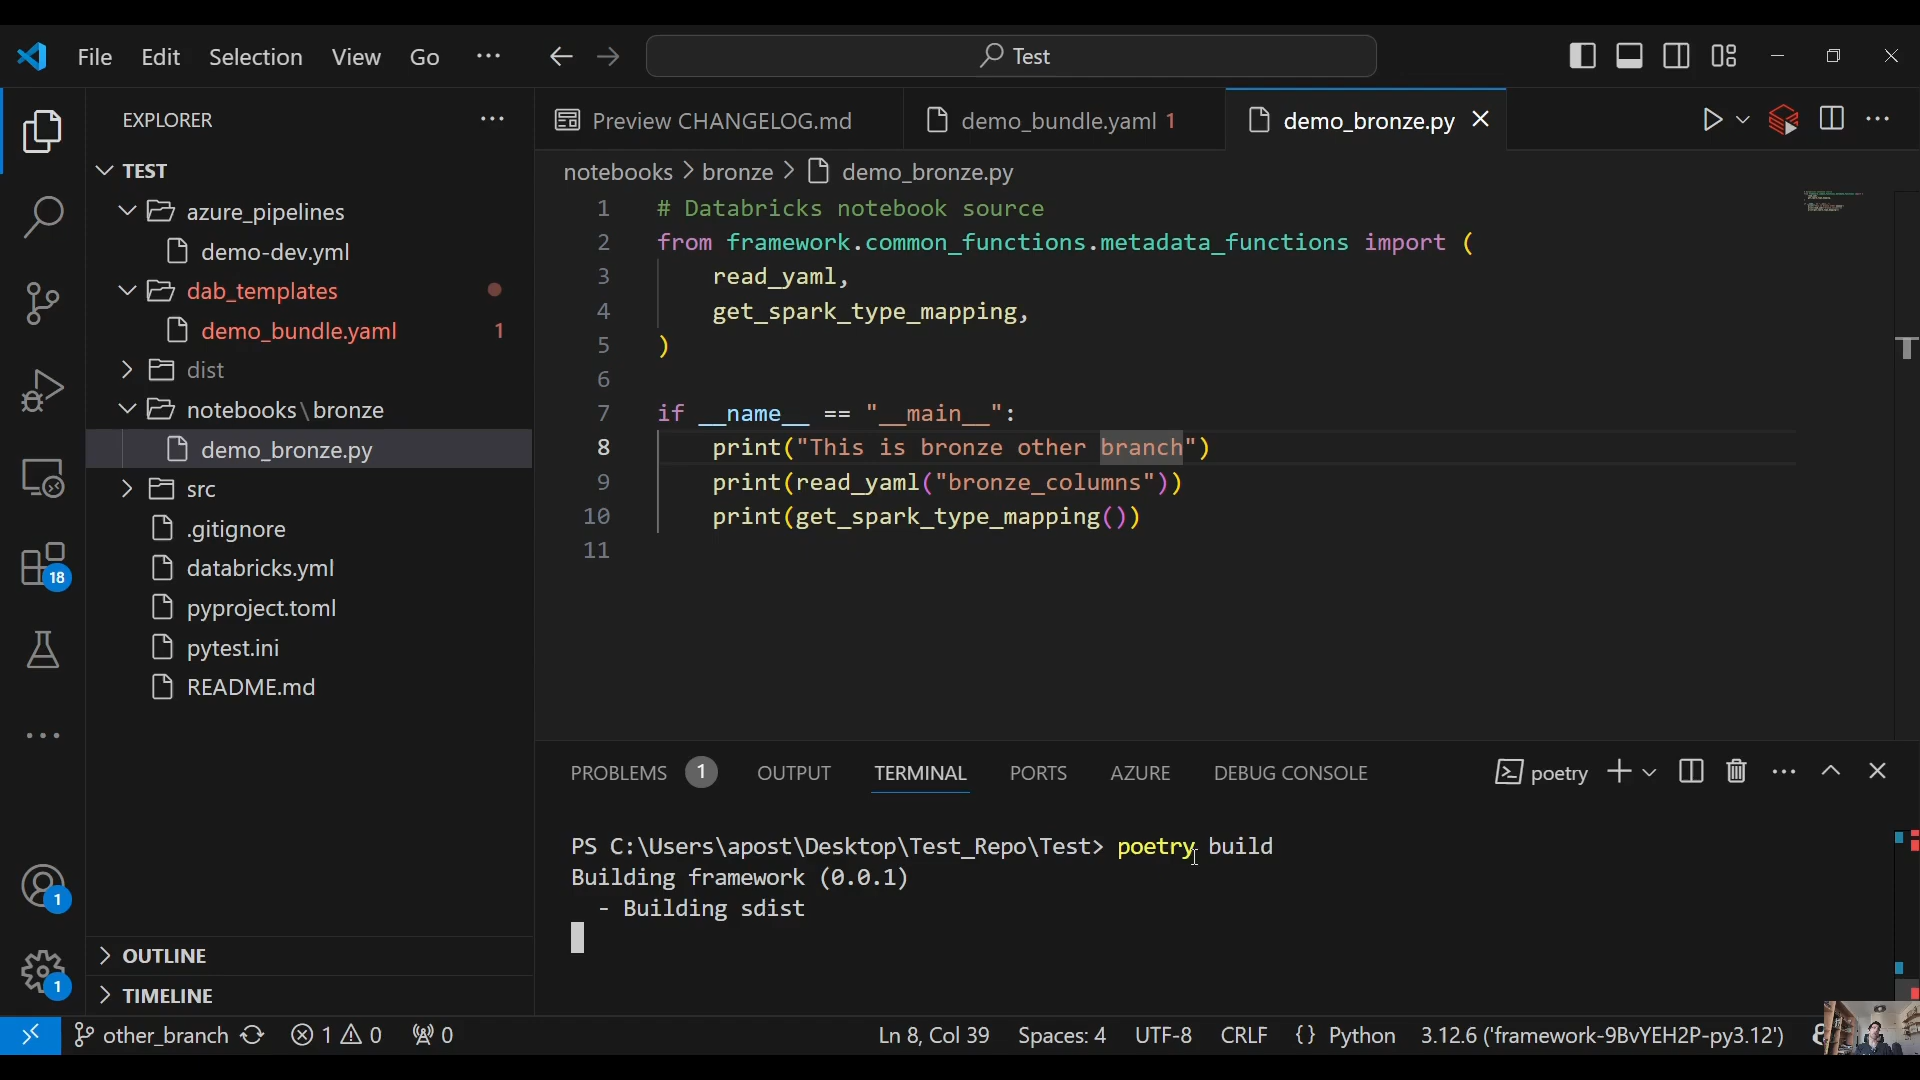 File Edit Selection View Go ···
Test
EXPLORER ···
TEST
azure_pipelines
demo-dev.yml
dab_templates
demo_bundle.yaml 1
dist
notebooks\bronze
demo_bronze.py
src
.gitignore
databricks.yml
pyproject.toml
pytest.ini
README.md
OUTLINE
TIMELINE
18
1
1
Preview CHANGELOG.md
demo_bundle.yaml 1
demo_bronze.py
notebooks > bronze > demo_bronze.py
1 # Databricks notebook source
2 from framework.common_functions.metadata_functions import (
3 read_yaml,
4 get_spark_type_mapping,
5 )
6
7 if __name__ == "__main__":
8 print("This is bronze other branch")
9 print(read_yaml("bronze_columns"))
10 print(get_spark_type_mapping())
11
PROBLEMS 1 OUTPUT TERMINAL PORTS AZURE DEBUG CONSOLE
poetry
PS C:\Users\apost\Desktop\Test_Repo\Test> poetry build
Building framework (0.0.1)
- Building sdist
other_branch 1 0 0
Ln 8, Col 39 Spaces: 4 UTF-8 CRLF {} Python 3.12.6 ('framework-9BvYEH2P-py3.12')